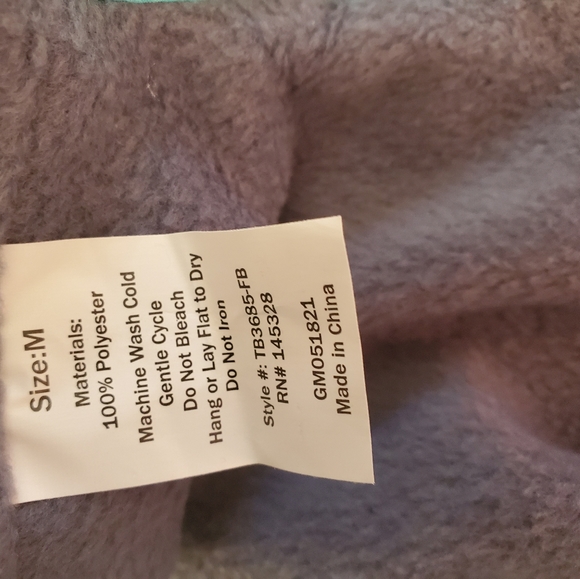 Size:M
Materials:
100% Polyester
Machine Wash Cold
Gentle Cycle
Do Not Bleach
Hang or Lay Flat to Dry
Do Not Iron
Style #: TB3685-FB
RN# 145328
GM051821
Made in China